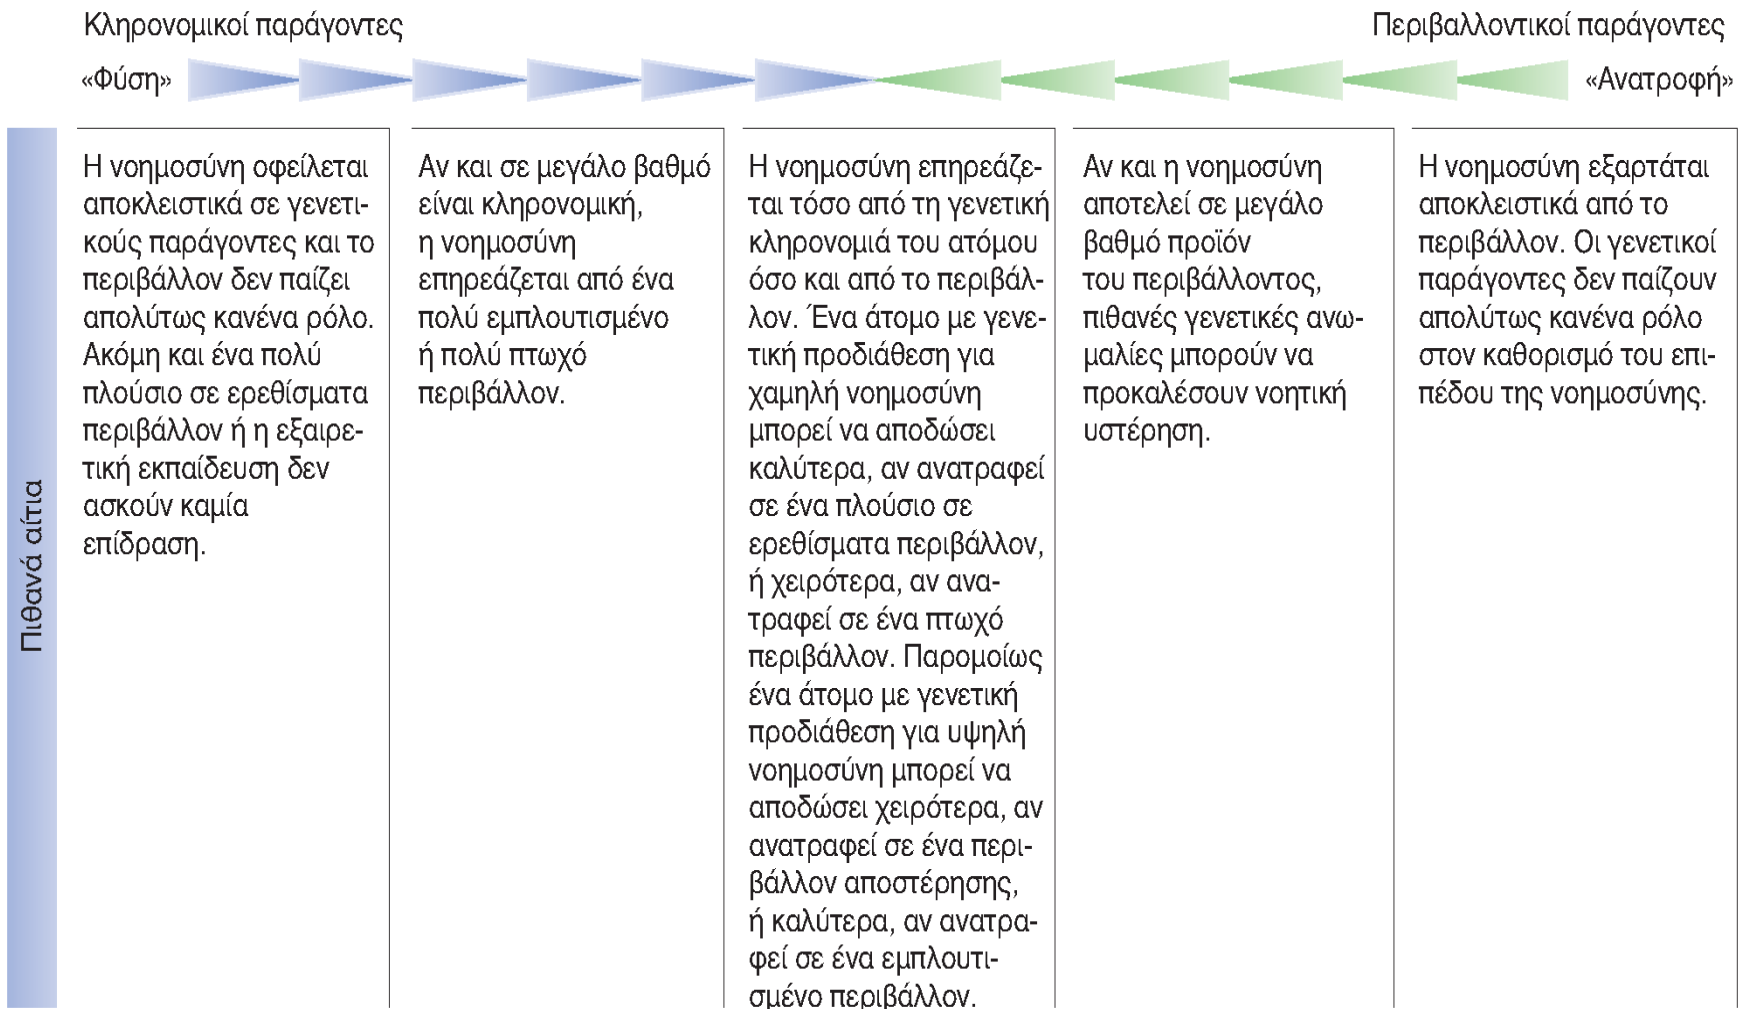 Κληρονομικοί παράγοντες
Περιβαλλοντικοί παράγοντες
«Φύση»
«Ανατροφή»
Πιθανά αίτια
Η νοημοσύνη οφείλεται
αποκλειστικά σε γενετι-
κούς παράγοντες και το
περιβάλλον δεν παίζει
απολύτως κανένα ρόλο.
Ακόμη και ένα πολύ
πλούσιο σε ερεθίσματα
περιβάλλον ή η εξαιρε-
τική εκπαίδευση δεν
ασκούν καμία
επίδραση.
Αν και σε μεγάλο βαθμό
είναι κληρονομική,
η νοημοσύνη
επηρεάζεται από ένα
πολύ εμπλουτισμένο
ή πολύ πτωχό
περιβάλλον.
Η νοημοσύνη επηρεάζε-
ται τόσο από τη γενετική
κληρονομιά του ατόμου
όσο και από το περιβάλ-
λον. Ένα άτομο με γενε-
τική προδιάθεση για
χαμηλή νοημοσύνη
μπορεί να αποδώσει
καλύτερα, αν ανατραφεί
σε ένα πλούσιο σε
ερεθίσματα περιβάλλον,
ή χειρότερα, αν ανα-
τραφεί σε ένα πτωχό
περιβάλλον. Παρομοίως
ένα άτομο με γενετική
προδιάθεση για υψηλή
νοημοσύνη μπορεί να
αποδώσει χειρότερα, αν
ανατραφεί σε ένα περι-
βάλλον αποστέρησης,
ή καλύτερα, αν ανατρα-
φεί σε ένα εμπλουτι-
σμένο περιβάλλον.
Αν και η νοημοσύνη
αποτελεί σε μεγάλο
βαθμό προϊόν
του περιβάλλοντος,
πιθανές γενετικές ανω-
μαλίες μπορούν να
προκαλέσουν νοητική
υστέρηση.
Η νοημοσύνη εξαρτάται
αποκλειστικά από το
περιβάλλον. Οι γενετικοί
παράγοντες δεν παίζουν
απολύτως κανένα ρόλο
στον καθορισμό του επι-
πέδου της νοημοσύνης.